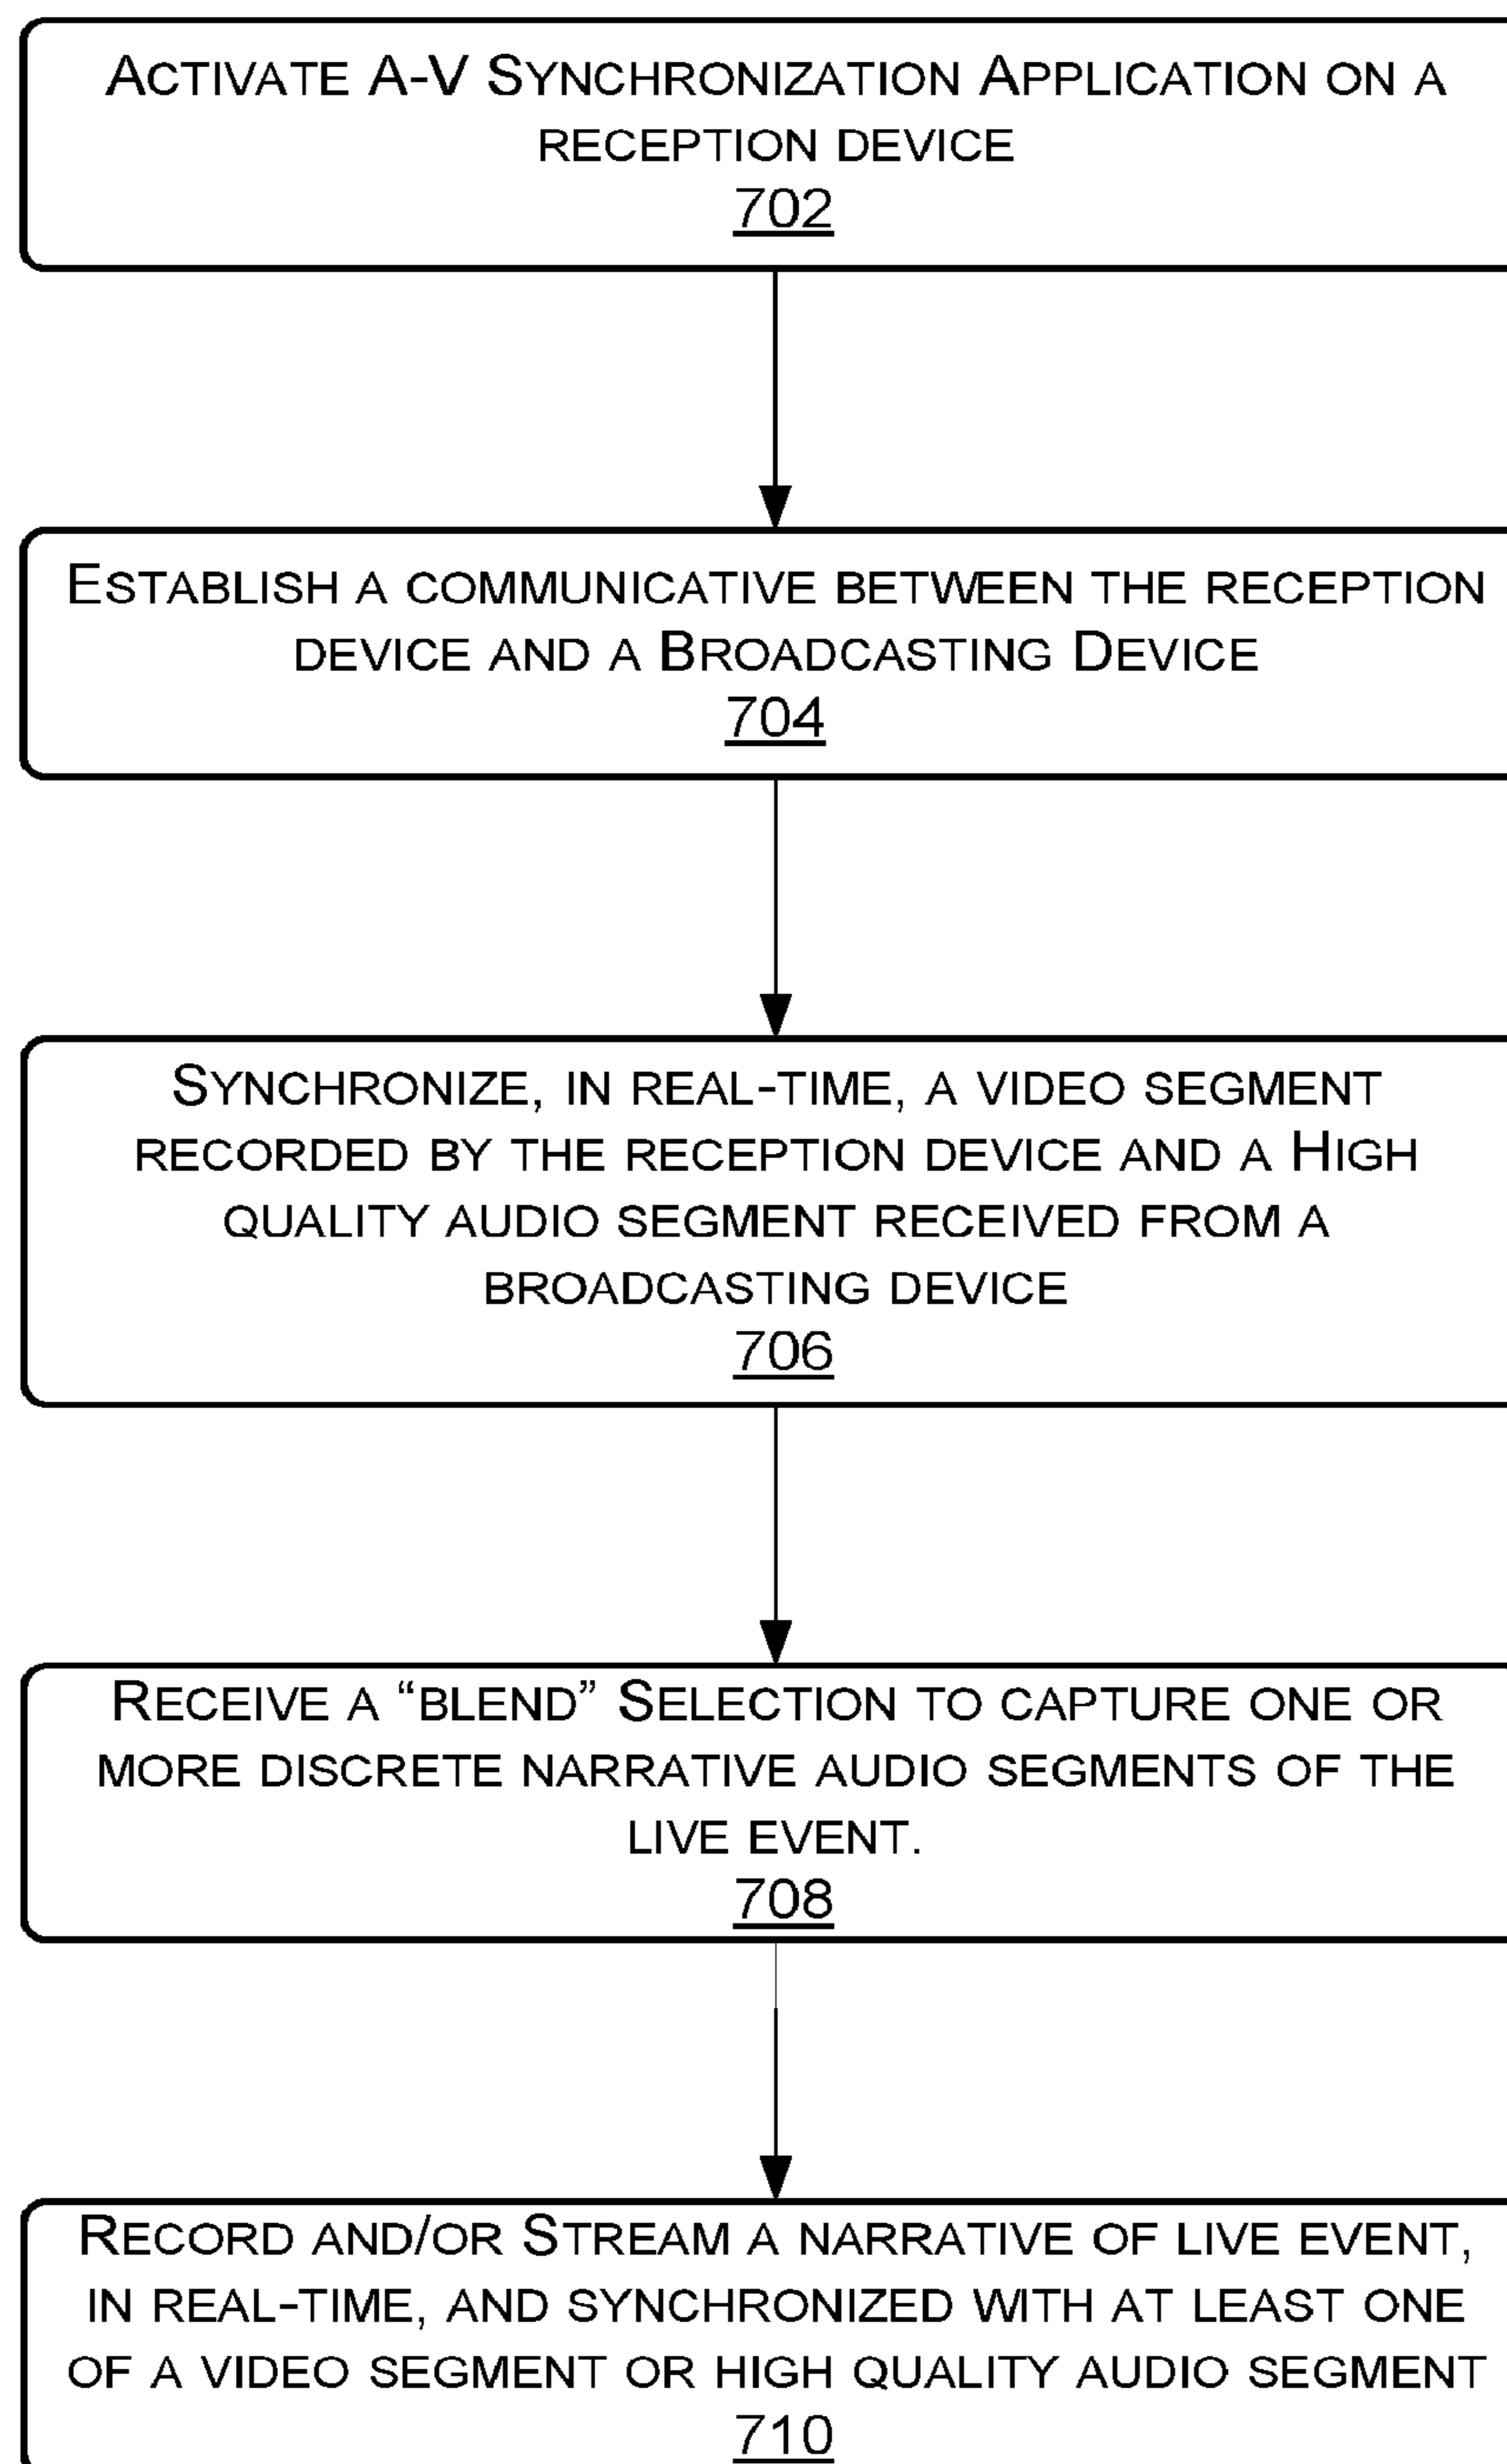 ACTIVATE A-V SYNCHRONIZATION APPLICATION ON A
RECEPTION DEVICE
702
ESTABLISH A COMMUNICATIVE BETWEEN THE RECEPTION
DEVICE AND A BROADCASTING DEVICE
704
SYNCHRONIZE, IN REAL-TIME, A VIDEO SEGMENT
RECORDED BY THE RECEPTION DEVICE AND A HIGH
QUALITY AUDIO SEGMENT RECEIVED FROM A
BROADCASTING DEVICE
706
RECEIVE A “BLEND” SELECTION TO CAPTURE ONE OR
MORE DISCRETE NARRATIVE AUDIO SEGMENTS OF THE
LIVE EVENT.
708
RECORD AND/OR STREAM A NARRATIVE OF LIVE EVENT,
IN REAL-TIME, AND SYNCHRONIZED WITH AT LEAST ONE
OF A VIDEO SEGMENT OR HIGH QUALITY AUDIO SEGMENT
710